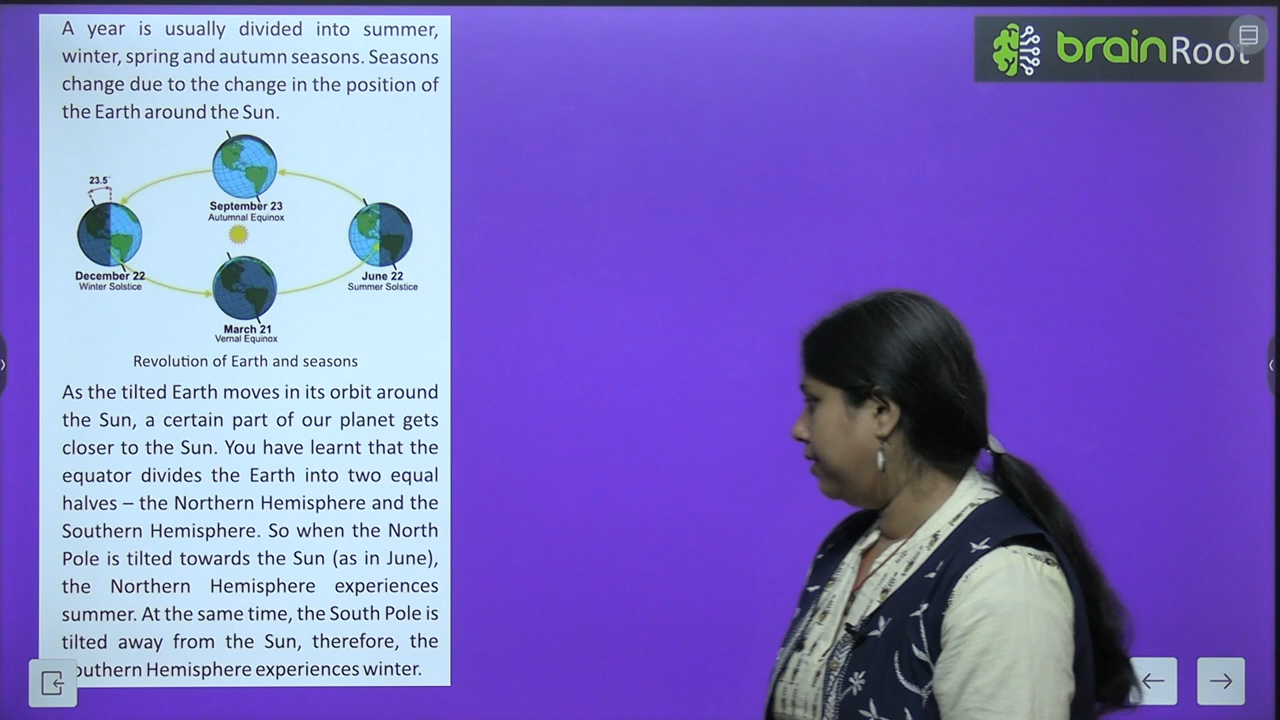 A year is usually divided into summer,
winter, spring and autumn seasons. Seasons
change due to the change in the position of
the Earth around the Sun.
23.5°
September 23
Autumnal Equinox
December 22
Winter Solstice
June 22
Summer Solstice
March 21
Vernal Equinox
Revolution of Earth and seasons
As the tilted Earth moves in its orbit around
the Sun, a certain part of our planet gets
closer to the Sun. You have learnt that the
equator divides the Earth into two equal
halves – the Northern Hemisphere and the
Southern Hemisphere. So when the North
Pole is tilted towards the Sun (as in June),
the Northern Hemisphere experiences
summer. At the same time, the South Pole is
tilted away from the Sun, therefore, the
Southern Hemisphere experiences winter.
brainRoot